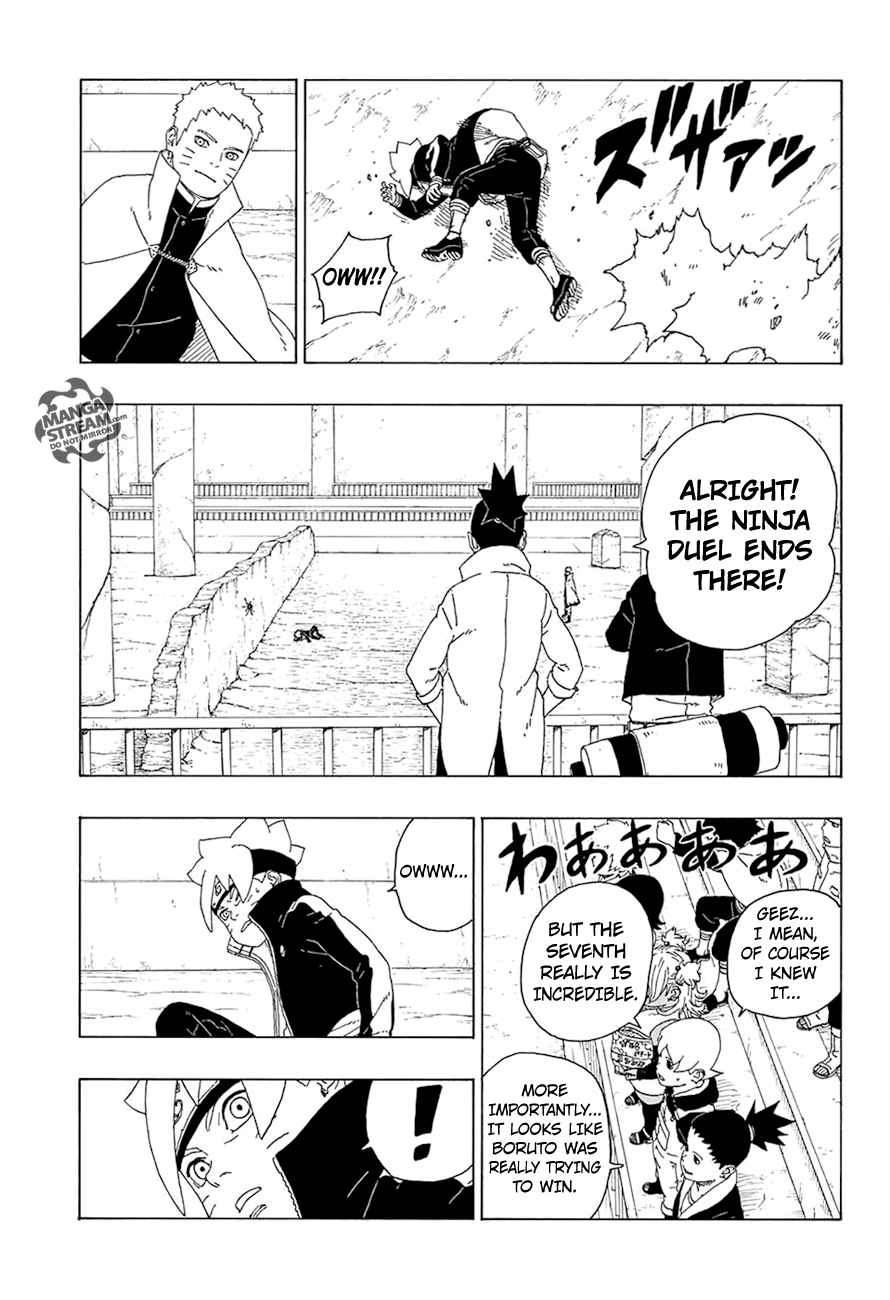 ズザァッ
OWW!!
MANGA
STREAM.com
DO NOT MIRROR
ALRIGHT!
THE NINJA
DUEL ENDS
THERE!
わあああああ
GEEZ...
I MEAN,
OF COURSE
I KNEW
IT...
BUT THE
SEVENTH
REALLY IS
INCREDIBLE.
MORE
IMPORTANTLY...
IT LOOKS LIKE
BORUTO WAS
REALLY TRYING
TO WIN.
OWWW...
!